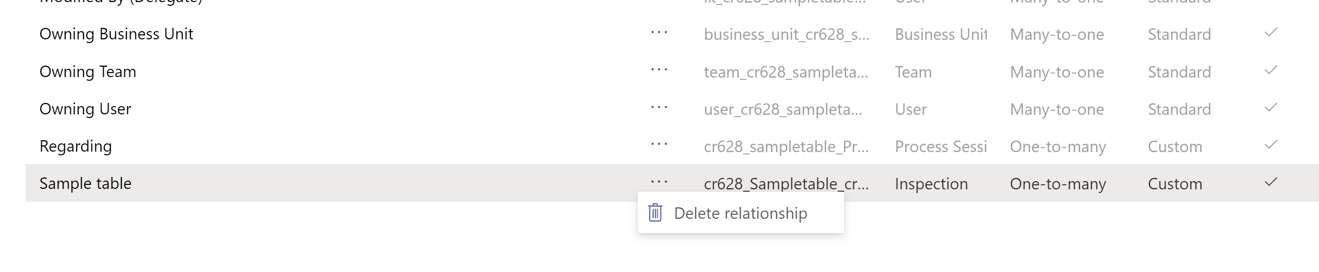 Modified By (Delegate) lk_cr628_sampletable... User Many-to-one Standard
Owning Business Unit ... business_unit_cr628_s... Business Unit Many-to-one Standard
Owning Team ... team_cr628_sampleta... Team Many-to-one Standard
Owning User ... user_cr628_sampleta... User Many-to-one Standard
Regarding ... cr628_sampletable_Pr... Process Sessi One-to-many Custom
Sample table ... cr628_Sampletable_cr... Inspection One-to-many Custom
Delete relationship